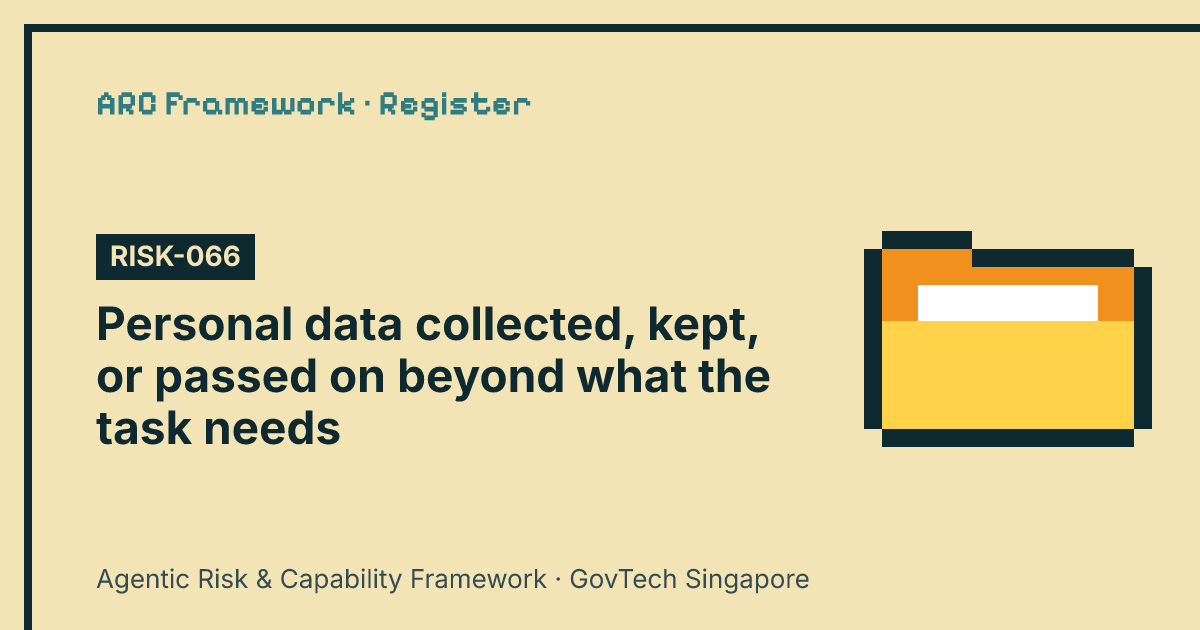 ARC Framework · Register
RISK-066
Personal data collected, kept,
or passed on beyond what the
task needs
Agentic Risk & Capability Framework · GovTech Singapore